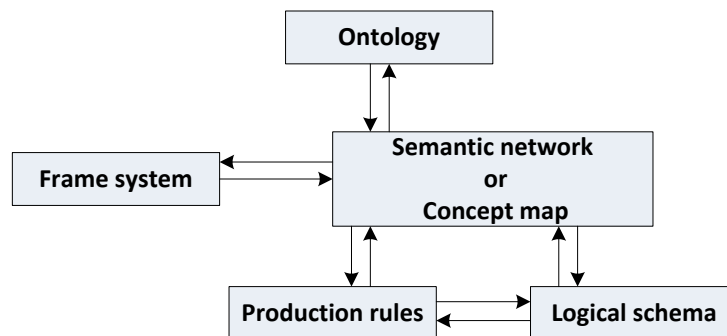 Ontology
Semantic network
or
Concept map
Frame system
Production rules
Logical schema